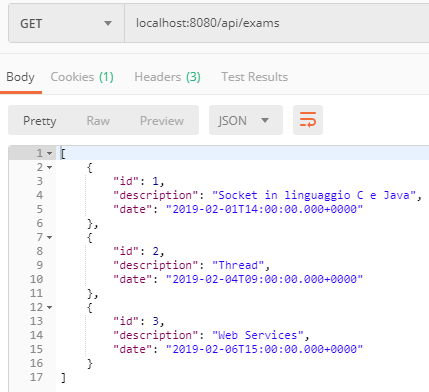 GET localhost:8080/api/exams
Body Cookies (1) Headers (3) Test Results
Pretty Raw Preview JSON
1 [
2 {
3 "id": 1,
4 "description": "Socket in linguaggio C e Java",
5 "date": "2019-02-01T14:00:00.000+0000"
6 },
7 {
8 "id": 2,
9 "description": "Thread",
10 "date": "2019-02-04T09:00:00.000+0000"
11 },
12 {
13 "id": 3,
14 "description": "Web Services",
15 "date": "2019-02-06T15:00:00.000+0000"
16 }
17 ]